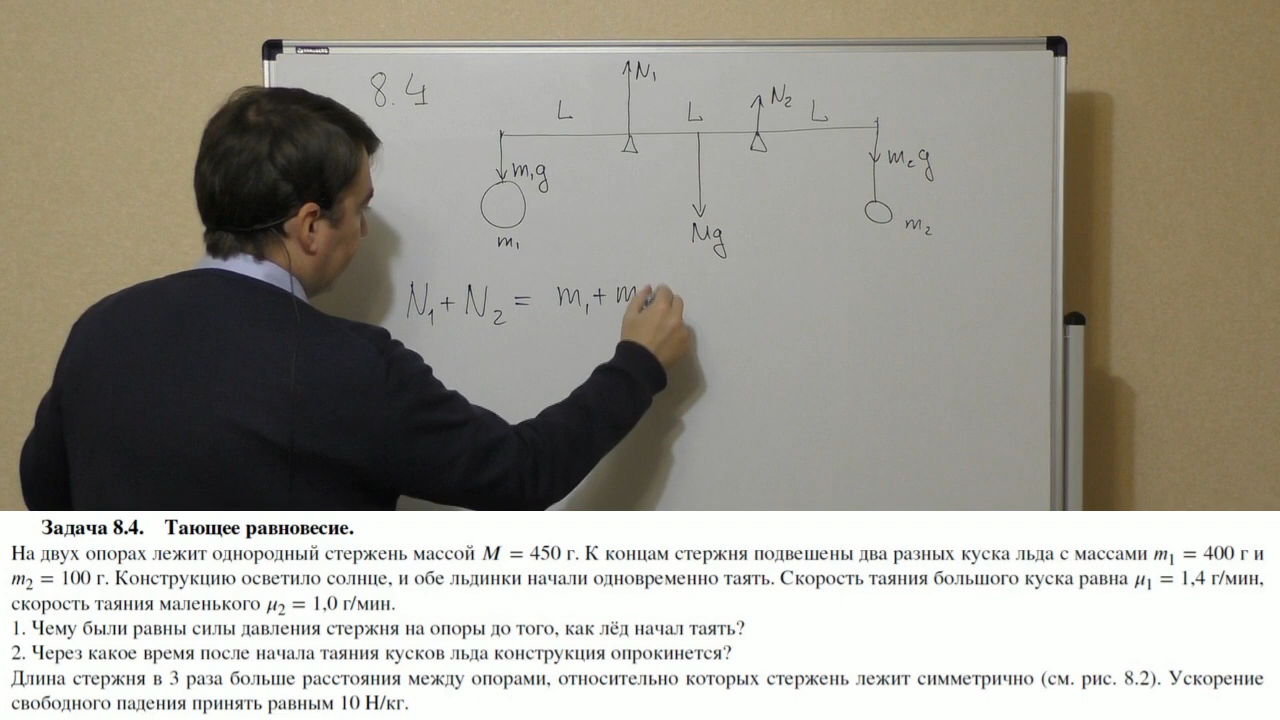 8.4
N₁
L
L
N₂
L
m₁g
m₂g
m₁
Mg
m₂
N₁ + N₂ = m₁ + m
Задача 8.4. Тающее равновесие.
На двух опорах лежит однородный стержень массой M = 450 г. К концам стержня подвешены два разных куска льда с массами m₁ = 400 г и
m₂ = 100 г. Конструкцию осветило солнце, и обе льдинки начали одновременно таять. Скорость таяния большого куска равна μ₁ = 1,4 г/мин,
скорость таяния маленького μ₂ = 1,0 г/мин.
1. Чему были равны силы давления стержня на опоры до того, как лёд начал таять?
2. Через какое время после начала таяния кусков льда конструкция опрокинется?
Длина стержня в 3 раза больше расстояния между опорами, относительно которых стержень лежит симметрично (см. рис. 8.2). Ускорение
свободного падения принять равным 10 Н/кг.